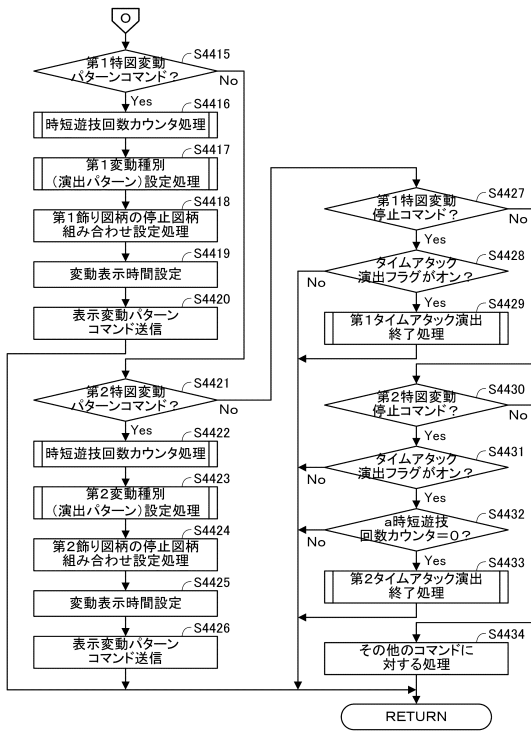 O
第1特図変動
パターンコマンド？
S4415
No
Yes
S4416
時短遊技回数カウンタ処理
S4417
第1変動種別
(演出パターン)設定処理
S4418
第1飾り図柄の停止図柄
組み合わせ設定処理
S4419
変動表示時間設定
S4420
表示変動パターン
コマンド送信
S4421
第2特図変動
パターンコマンド？
No
Yes
S4422
時短遊技回数カウンタ処理
S4423
第2変動種別
(演出パターン)設定処理
S4424
第2飾り図柄の停止図柄
組み合わせ設定処理
S4425
変動表示時間設定
S4426
表示変動パターン
コマンド送信
S4427
第1特図変動
停止コマンド？
No
Yes
S4428
タイムアタック
演出フラグがオン？
No
Yes
S4429
第1タイムアタック演出
終了処理
S4430
第2特図変動
停止コマンド？
No
Yes
S4431
タイムアタック
演出フラグがオン？
No
Yes
S4432
a時短遊技
回数カウンタ=0？
No
Yes
S4433
第2タイムアタック演出
終了処理
S4434
その他のコマンドに
対する処理
RETURN